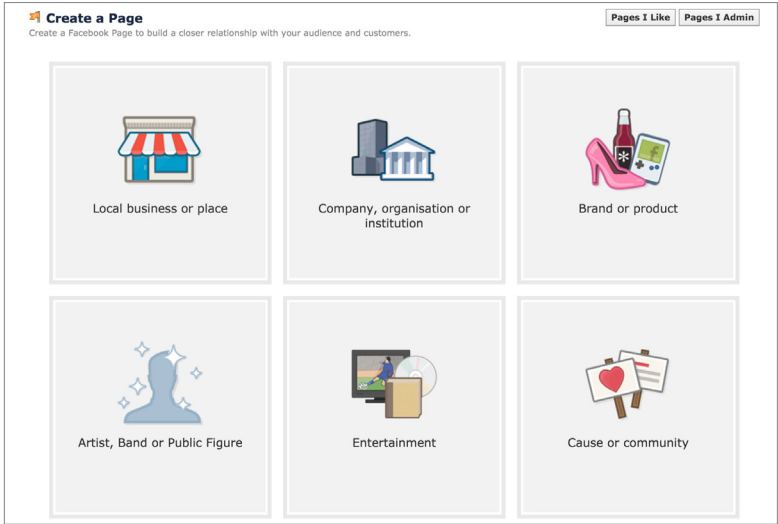 Create a Page
Pages I Like
Pages I Admin
Create a Facebook Page to build a closer relationship with your audience and customers.
Local business or place
Company, organisation or
institution
Brand or product
Artist, Band or Public Figure
Entertainment
Cause or community